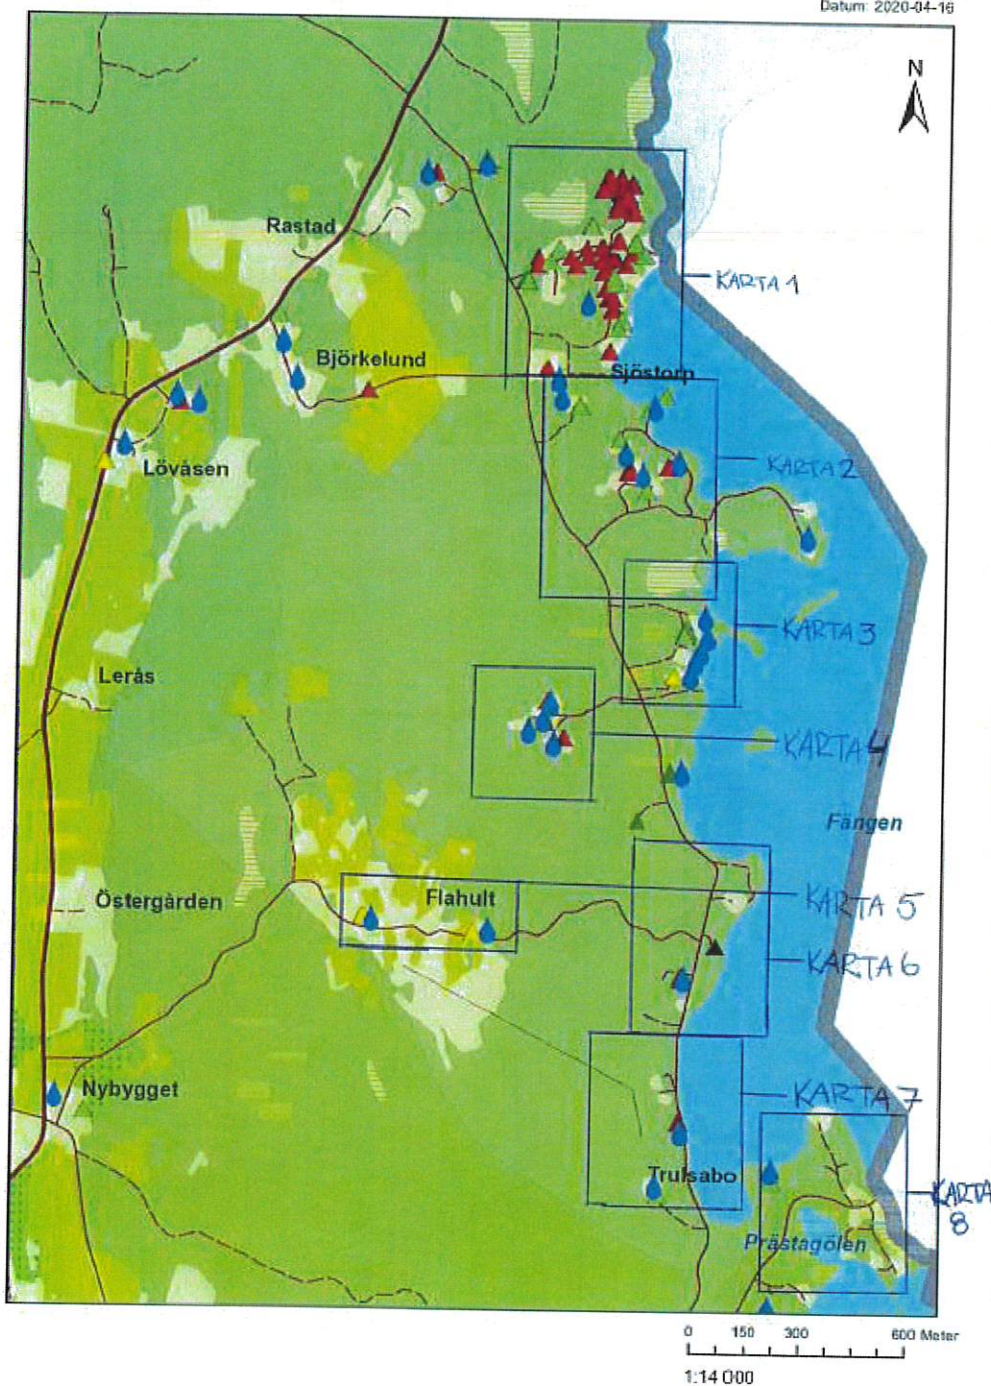 Datum: 2020-04-16
N
Rastad
KARTA 1
Björkelund
Sjöstorp
KARTA 2
Lövåsen
KARTA 3
Lerås
KARTA 4
Fängen
Östergården
Flahult
KARTA 5
KARTA 6
Nybygget
KARTA 7
Trulsabo
KARTA
8
Prästagölen
0 150 300 600 Meter
1:14 000